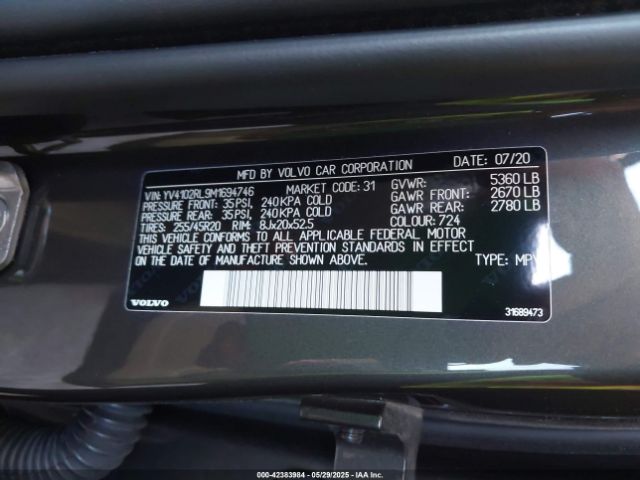 MFD BY VOLVO CAR CORPORATION DATE: 07/20
VIN: YV4102RL9M1694746 MARKET CODE: 31 GVWR: 5360 LB
PRESSURE FRONT: 35PSI, 240KPA COLD GAWR FRONT: 2670 LB
PRESSURE REAR: 35PSI, 240KPA COLD GAWR REAR: 2780 LB
TIRES: 255/45R20 RIM: 8Jx20x52.5 COLOUR: 724
THIS VEHICLE CONFORMS TO ALL APPLICABLE FEDERAL MOTOR
VEHICLE SAFETY AND THEFT PREVENTION STANDARDS IN EFFECT
ON THE DATE OF MANUFACTURE SHOWN ABOVE. TYPE: MPV
VOLVO 31689473
000-42383984 - 05/29/2025 - IAA, Inc.